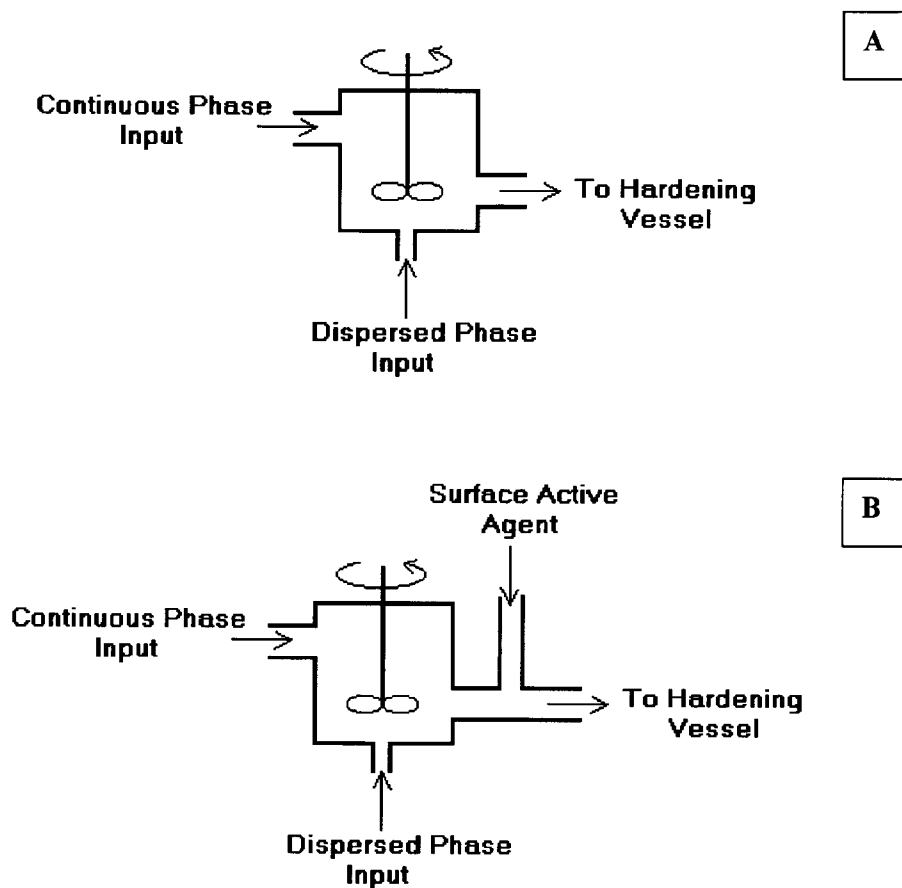 A
Continuous Phase
Input
To Hardening
Vessel
Dispersed Phase
Input
B
Surface Active
Agent
Continuous Phase
Input
To Hardening
Vessel
Dispersed Phase
Input